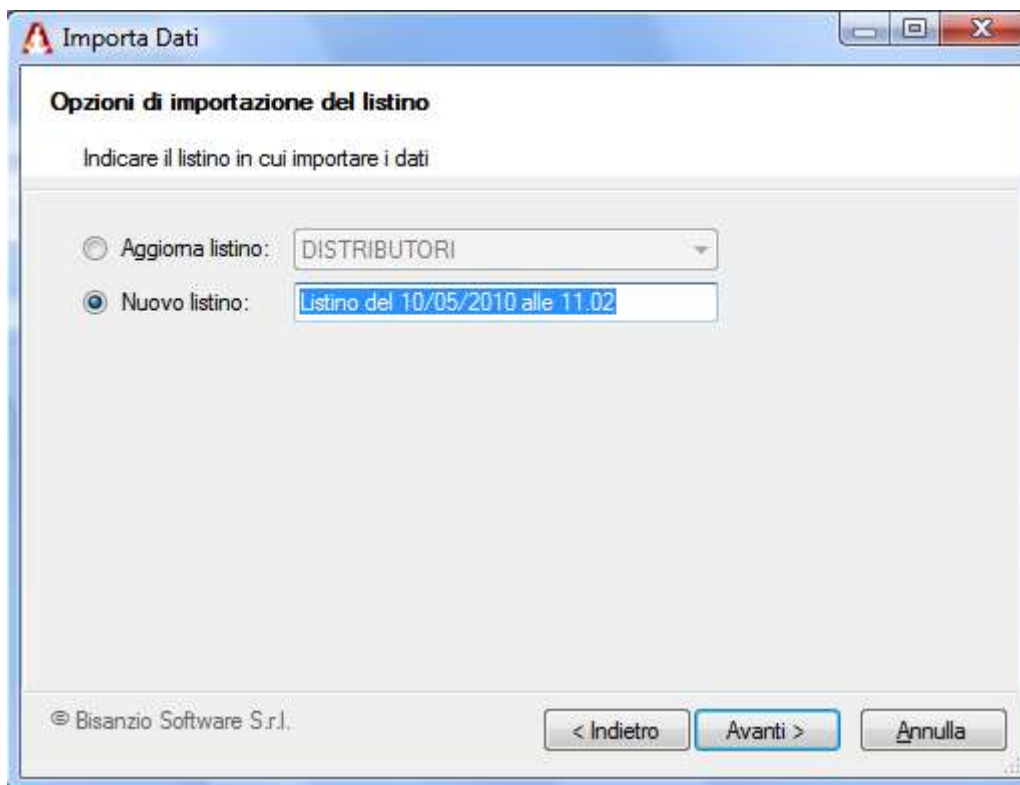 Importa Dati
Opzioni di importazione del listino
Indicare il listino in cui importare i dati
Aggiorna listino: DISTRIBUTORI
Nuovo listino: Listino del 10/05/2010 alle 11.02
© Bisanzio Software S.r.l. < Indietro Avanti > Annulla